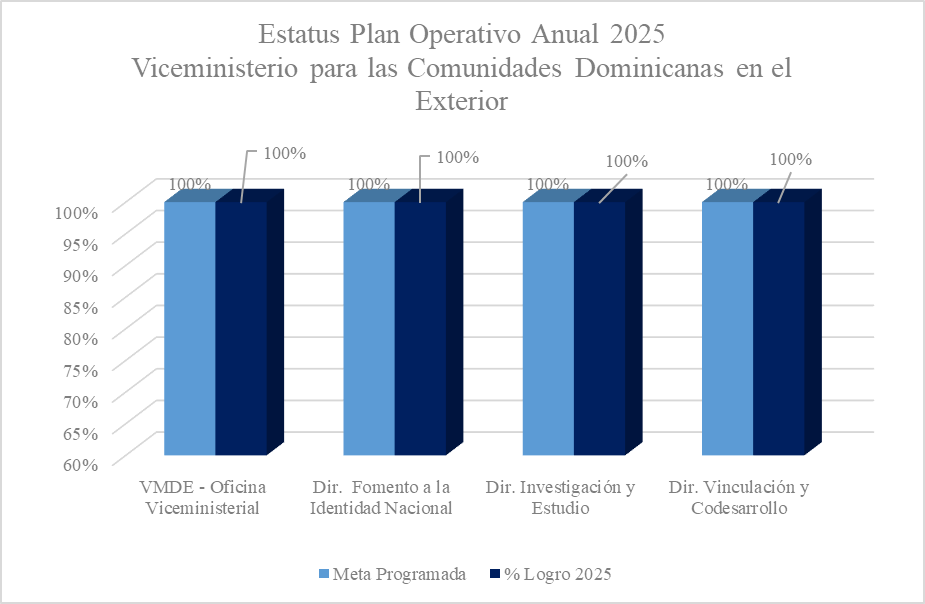 Estatus Plan Operativo Anual 2025
Viceministerio para las Comunidades Dominicanas en el
Exterior
100% 100% 100% 100%
100% 100% 100% 100%
100%
95%
90%
85%
80%
75%
70%
65%
60%
VMDE - Oficina
Viceministerial
Dir. Fomento a la
Identidad Nacional
Dir. Investigación y
Estudio
Dir. Vinculación y
Codesarrollo
Meta Programada % Logro 2025